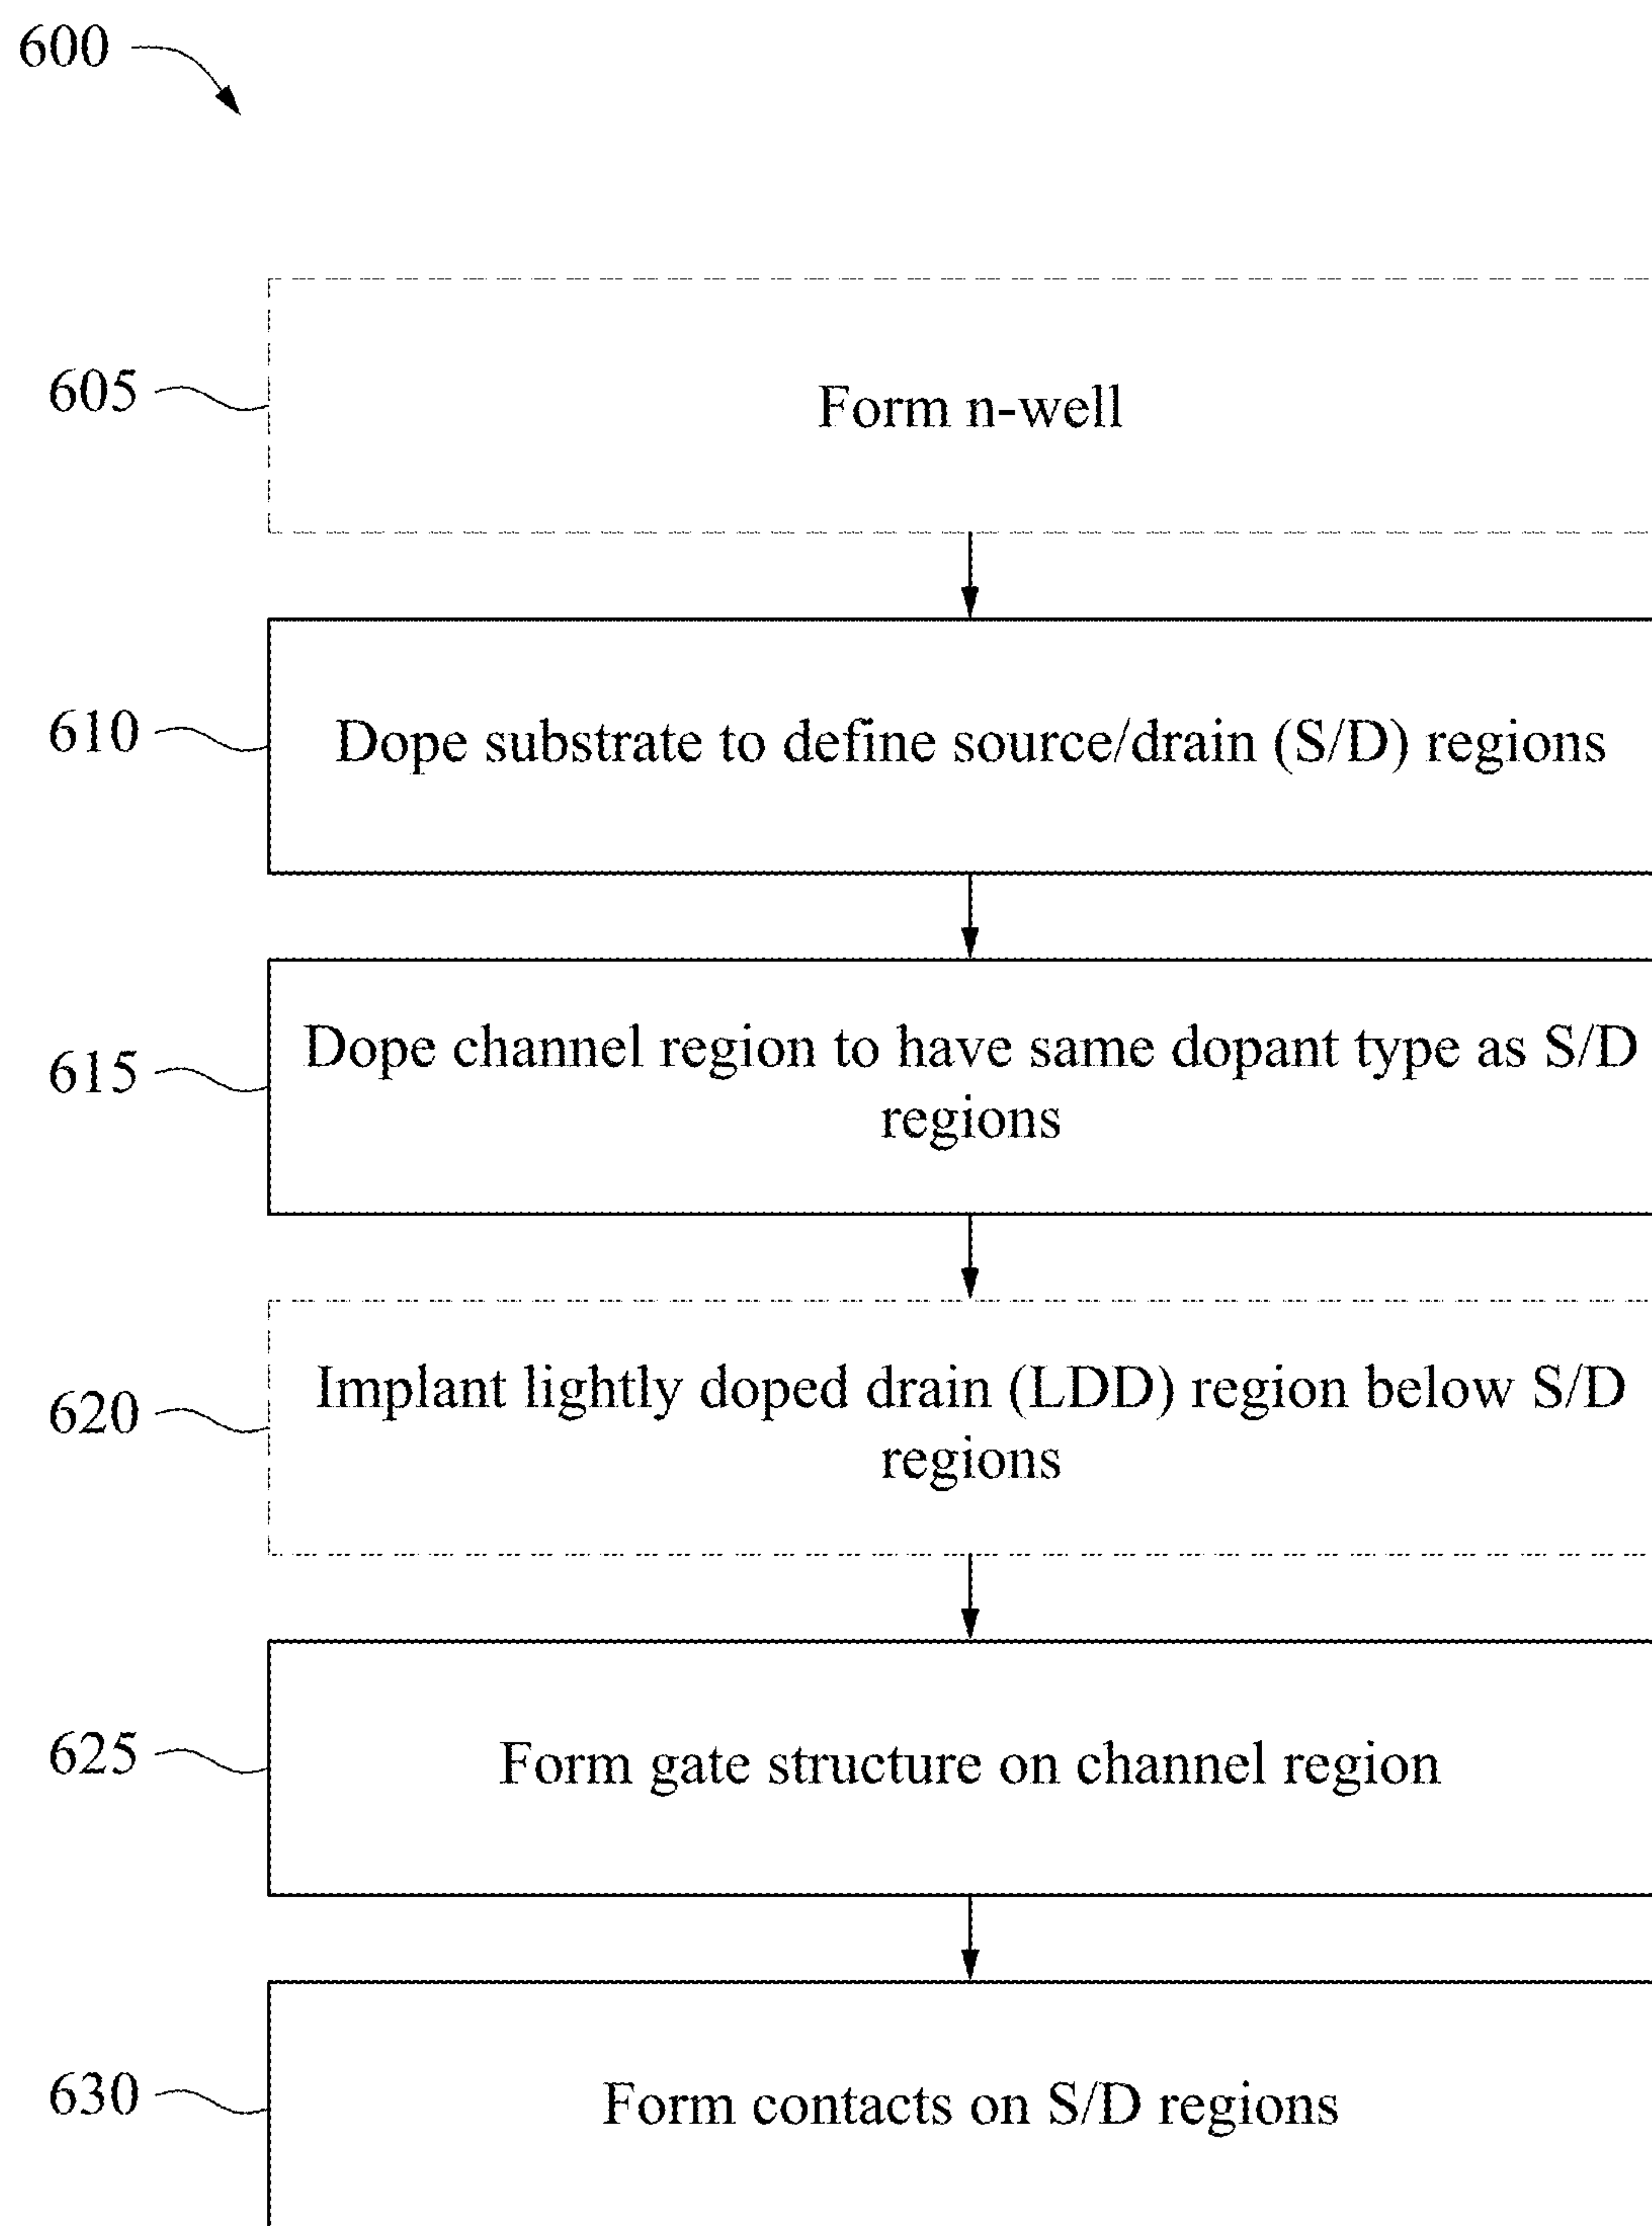 600
605
Form n-well
610
Dope substrate to define source/drain (S/D) regions
615
Dope channel region to have same dopant type as S/D
regions
620
Implant lightly doped drain (LDD) region below S/D
regions
625
Form gate structure on channel region
630
Form contacts on S/D regions